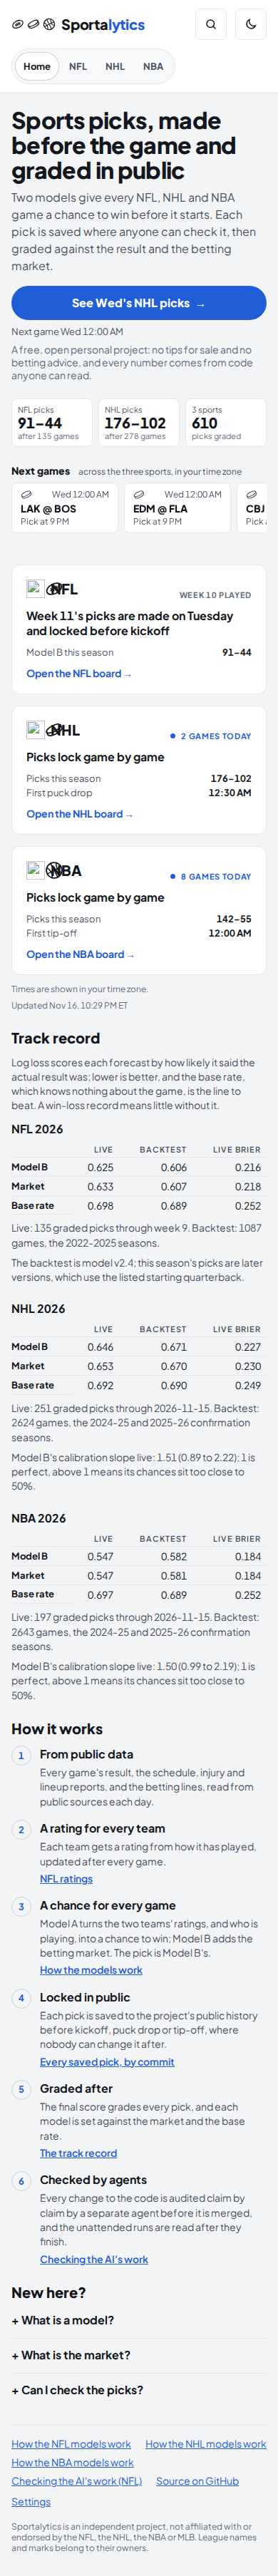 Sportalytics
Home NFL NHL NBA
Sports picks, made
before the game and
graded in public
Two models give every NFL, NHL and NBA
game a chance to win before it starts. Each
pick is saved where anyone can check it, then
graded against the result and the betting
market.
See Wed's NHL picks →
Next game Wed 12:00 AM
A free, open personal project: no tips for sale and no
betting advice, and every number comes from code
anyone can read.
NFL picks NHL picks 3 sports
91–44 176–102 610
after 135 games after 278 games picks graded
Next games across the three sports, in your time zone
Wed 12:00 AM Wed 12:00 AM
LAK @ BOS EDM @ FLA CBJ
Pick at 9 PM Pick at 9 PM Pick a
NFL WEEK 10 PLAYED
Week 11's picks are made on Tuesday
and locked before kickoff
Model B this season 91–44
Open the NFL board →
NHL 2 GAMES TODAY
Picks lock game by game
Picks this season 176–102
First puck drop 12:30 AM
Open the NHL board →
NBA 8 GAMES TODAY
Picks lock game by game
Picks this season 142–55
First tip-off 12:00 AM
Open the NBA board →
Times are shown in your time zone.
Updated Nov 16, 10:29 PM ET
Track record
Log loss scores each forecast by how likely it said the
actual result was; lower is better, and the base rate,
which knows nothing about the game, is the line to
beat. A win-loss record means little without it.
NFL 2026
LIVE BACKTEST LIVE BRIER
Model B 0.625 0.606 0.216
Market 0.633 0.607 0.218
Base rate 0.698 0.689 0.252
Live: 135 graded picks through week 9. Backtest: 1087
games, the 2022-2025 seasons.
The backtest is model v2.4; this season's picks are later
versions, which use the listed starting quarterback.
NHL 2026
LIVE BACKTEST LIVE BRIER
Model B 0.646 0.671 0.227
Market 0.653 0.670 0.230
Base rate 0.692 0.690 0.249
Live: 251 graded picks through 2026-11-15. Backtest:
2624 games, the 2024-25 and 2025-26 confirmation
seasons.
Model B's calibration slope live: 1.51 (0.89 to 2.22); 1 is
perfect, above 1 means its chances sit too close to
50%.
NBA 2026
LIVE BACKTEST LIVE BRIER
Model B 0.547 0.582 0.184
Market 0.547 0.581 0.184
Base rate 0.697 0.689 0.252
Live: 197 graded picks through 2026-11-15. Backtest:
2643 games, the 2024-25 and 2025-26 confirmation
seasons.
Model B's calibration slope live: 1.50 (0.99 to 2.19); 1 is
perfect, above 1 means its chances sit too close to
50%.
How it works
1 From public data
Every game's result, the schedule, injury and
lineup reports, and the betting lines, read from
public sources each day.
2 A rating for every team
Each team gets a rating from how it has played,
updated after every game.
NFL ratings
3 A chance for every game
Model A turns the two teams' ratings, and who is
playing, into a chance to win; Model B adds the
betting market. The pick is Model B's.
How the models work
4 Locked in public
Each pick is saved to the project's public history
before kickoff, puck drop or tip-off, where
nobody can change it after.
Every saved pick, by commit
5 Graded after
The final score grades every pick, and each
model is set against the market and the base
rate.
The track record
6 Checked by agents
Every change to the code is audited claim by
claim by a separate agent before it is merged,
and the unattended runs are read after they
finish.
Checking the AI's work
New here?
+ What is a model?
+ What is the market?
+ Can I check the picks?
How the NFL models work How the NHL models work
How the NBA models work
Checking the AI's work (NFL) Source on GitHub
Settings
Sportalytics is an independent project, not affiliated with or
endorsed by the NFL, the NHL, the NBA or MLB. League names
and marks belong to their owners.